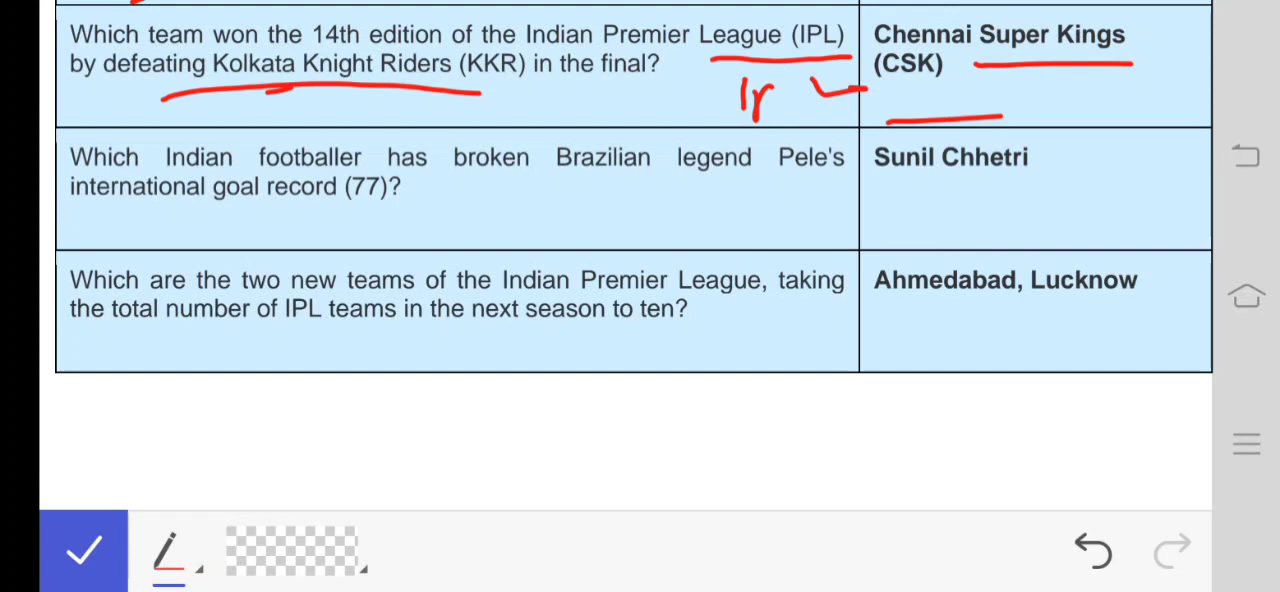 Which team won the 14th edition of the Indian Premier League (IPL)
by defeating Kolkata Knight Riders (KKR) in the final?
Chennai Super Kings
(CSK)
Which Indian footballer has broken Brazilian legend Pele's
international goal record (77)?
Sunil Chhetri
Which are the two new teams of the Indian Premier League, taking
the total number of IPL teams in the next season to ten?
Ahmedabad, Lucknow